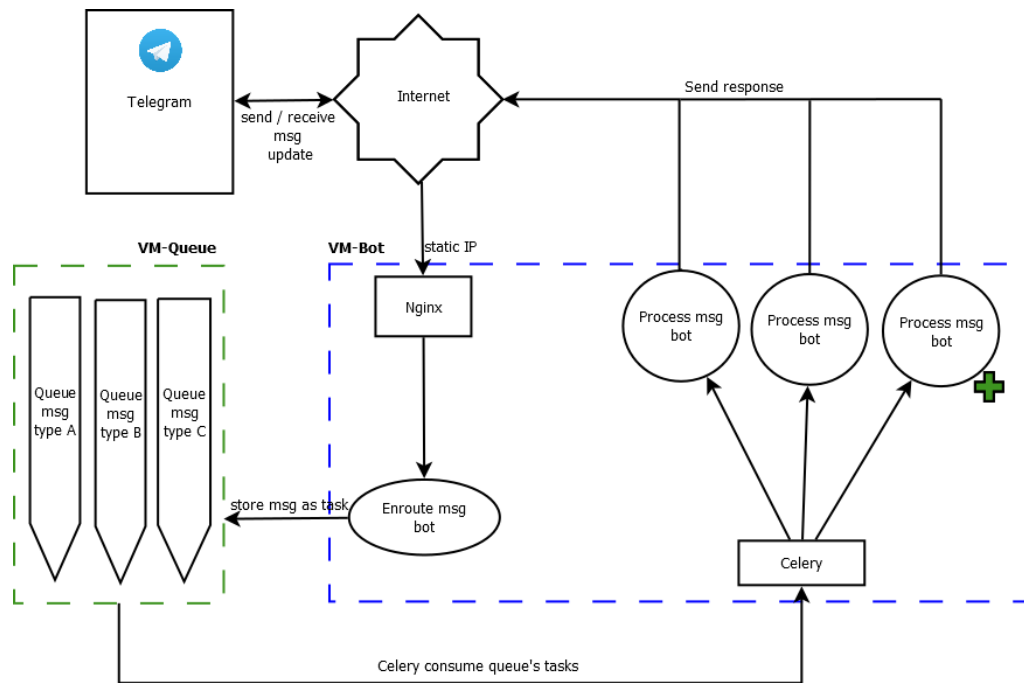 Telegram
Internet
Send response
send / receive
msg
update
VM-Queue
VM-Bot
static IP
Nginx
Process msg
bot
Process msg
bot
Process msg
bot
Queue
msg
type A
Queue
msg
type B
Queue
msg
type C
store msg as task
Enroute msg
bot
Celery
Celery consume queue's tasks